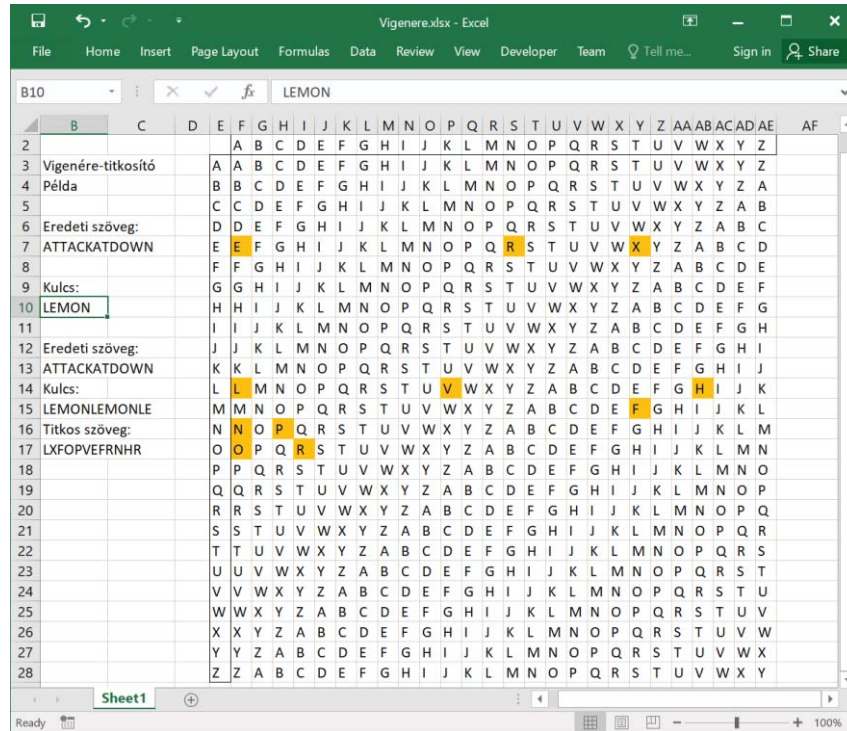 Vigenere.xlsx - Excel
File Home Insert Page Layout Formulas Data Review View Developer Team Tell me... Sign in Share
B10 fx LEMON
B C D E F G H I J K L M N O P Q R S T U V W X Y Z AA AB AC AD AE AF
2 A B C D E F G H I J K L M N O P Q R S T U V W X Y Z
3 Vigenére-titkosító A A B C D E F G H I J K L M N O P Q R S T U V W X Y Z
4 Példa B B C D E F G H I J K L M N O P Q R S T U V W X Y Z A
5 C C D E F G H I J K L M N O P Q R S T U V W X Y Z A B
6 Eredeti szöveg: D D E F G H I J K L M N O P Q R S T U V W X Y Z A B C
7 ATTACKATDOWN E E F G H I J K L M N O P Q R S T U V W X Y Z A B C D
8 F F G H I J K L M N O P Q R S T U V W X Y Z A B C D E
9 Kulcs: G G H I J K L M N O P Q R S T U V W X Y Z A B C D E F
10 LEMON H H I J K L M N O P Q R S T U V W X Y Z A B C D E F G
11 I I J K L M N O P Q R S T U V W X Y Z A B C D E F G H
12 Eredeti szöveg: J J K L M N O P Q R S T U V W X Y Z A B C D E F G H I
13 ATTACKATDOWN K K L M N O P Q R S T U V W X Y Z A B C D E F G H I J
14 Kulcs: L L M N O P Q R S T U V W X Y Z A B C D E F G H I J K
15 LEMONLEMONLE M M N O P Q R S T U V W X Y Z A B C D E F G H I J K L
16 Titkos szöveg: N N O P Q R S T U V W X Y Z A B C D E F G H I J K L M
17 LXFOPVEFRNHR O O P Q R S T U V W X Y Z A B C D E F G H I J K L M N
18 P P Q R S T U V W X Y Z A B C D E F G H I J K L M N O
19 Q Q R S T U V W X Y Z A B C D E F G H I J K L M N O P
20 R R S T U V W X Y Z A B C D E F G H I J K L M N O P Q
21 S S T U V W X Y Z A B C D E F G H I J K L M N O P Q R
22 T T U V W X Y Z A B C D E F G H I J K L M N O P Q R S
23 U U V W X Y Z A B C D E F G H I J K L M N O P Q R S T
24 V V W X Y Z A B C D E F G H I J K L M N O P Q R S T U
25 W W X Y Z A B C D E F G H I J K L M N O P Q R S T U V
26 X X Y Z A B C D E F G H I J K L M N O P Q R S T U V W
27 Y Y Z A B C D E F G H I J K L M N O P Q R S T U V W X
28 Z Z A B C D E F G H I J K L M N O P Q R S T U V W X Y
Sheet1
Ready 100%